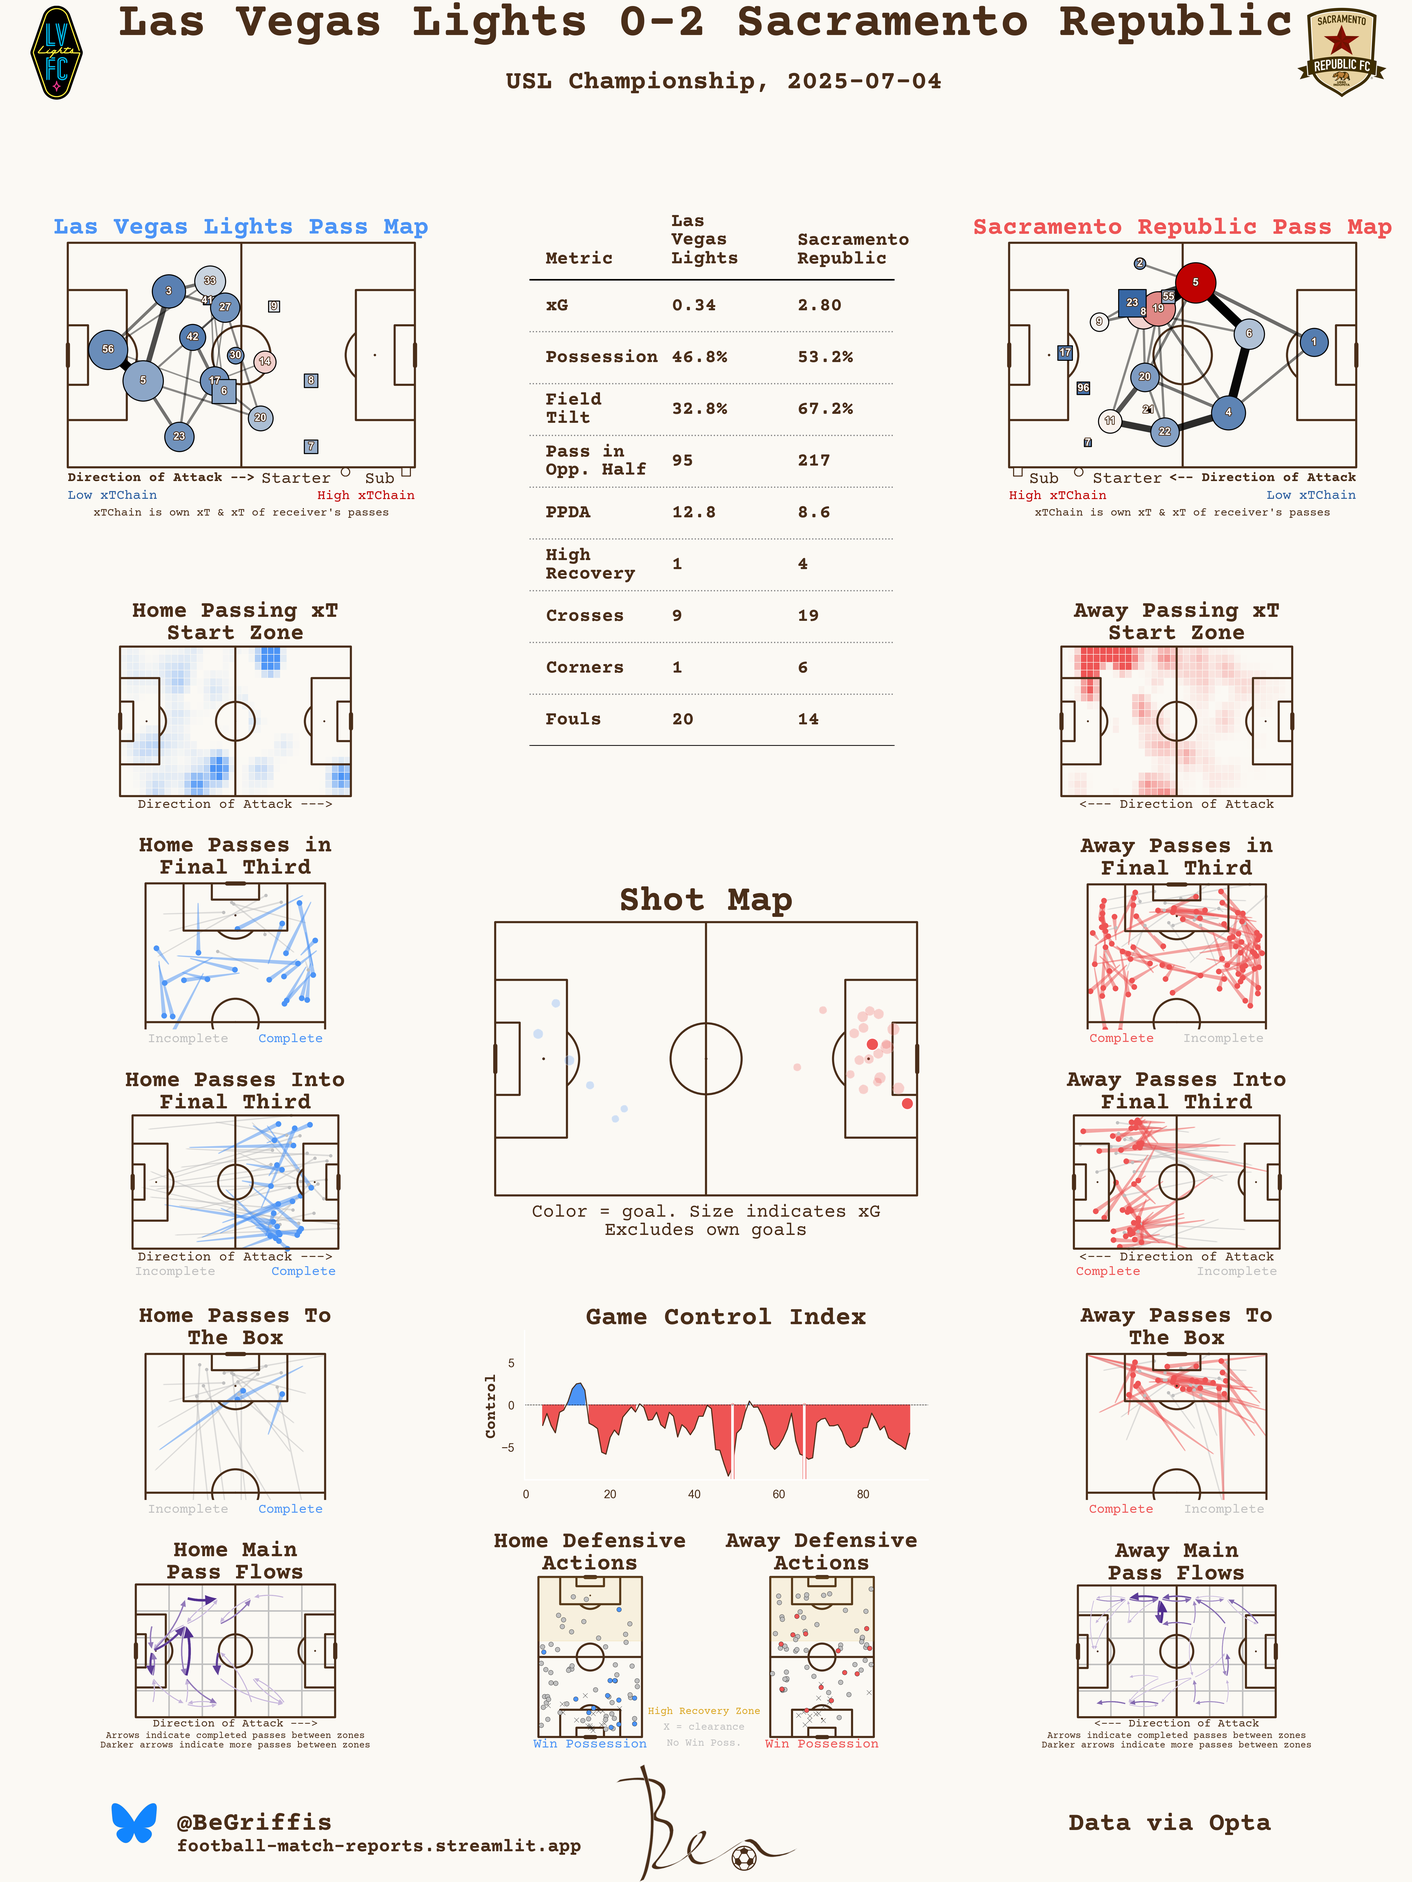 Las Vegas Lights 0-2 Sacramento Republic
USL Championship, 2025-07-04
LV
Lights
FC
SACRAMENTO
REPUBLIC FC
Las Vegas Lights Pass Map
3
33
41
27
9
42
56
30
14
5
17
6
8
20
23
7
Direction of Attack --> Starter Sub
Low xTChain High xTChain
xTChain is own xT & xT of receiver's passes
Metric Las Vegas Lights Sacramento Republic
xG 0.34 2.80
Possession 46.8% 53.2%
Field Tilt 32.8% 67.2%
Pass in Opp. Half 95 217
PPDA 12.8 8.6
High Recovery 1 4
Crosses 9 19
Corners 1 6
Fouls 20 14
Sacramento Republic Pass Map
2
5
23
55
8
19
9
6
1
17
20
96
21
11
4
22
7
Sub Starter <-- Direction of Attack
High xTChain Low xTChain
xTChain is own xT & xT of receiver's passes
Home Passing xT
Start Zone
Direction of Attack --->
Away Passing xT
Start Zone
<--- Direction of Attack
Home Passes in
Final Third
Incomplete Complete
Away Passes in
Final Third
Complete Incomplete
Shot Map
Color = goal. Size indicates xG
Excludes own goals
Home Passes Into
Final Third
Direction of Attack --->
Incomplete Complete
Away Passes Into
Final Third
<--- Direction of Attack
Complete Incomplete
Home Passes To
The Box
Incomplete Complete
Game Control Index
Control
5
0
−5
0 20 40 60 80
Away Passes To
The Box
Complete Incomplete
Home Main
Pass Flows
Direction of Attack --->
Arrows indicate completed passes between zones
Darker arrows indicate more passes between zones
Home Defensive
Actions
Win Possession
Away Defensive
Actions
Win Possession
High Recovery Zone
X = clearance
No Win Poss.
Away Main
Pass Flows
<--- Direction of Attack
Arrows indicate completed passes between zones
Darker arrows indicate more passes between zones
@BeGriffis
football-match-reports.streamlit.app
Ben
Data via Opta